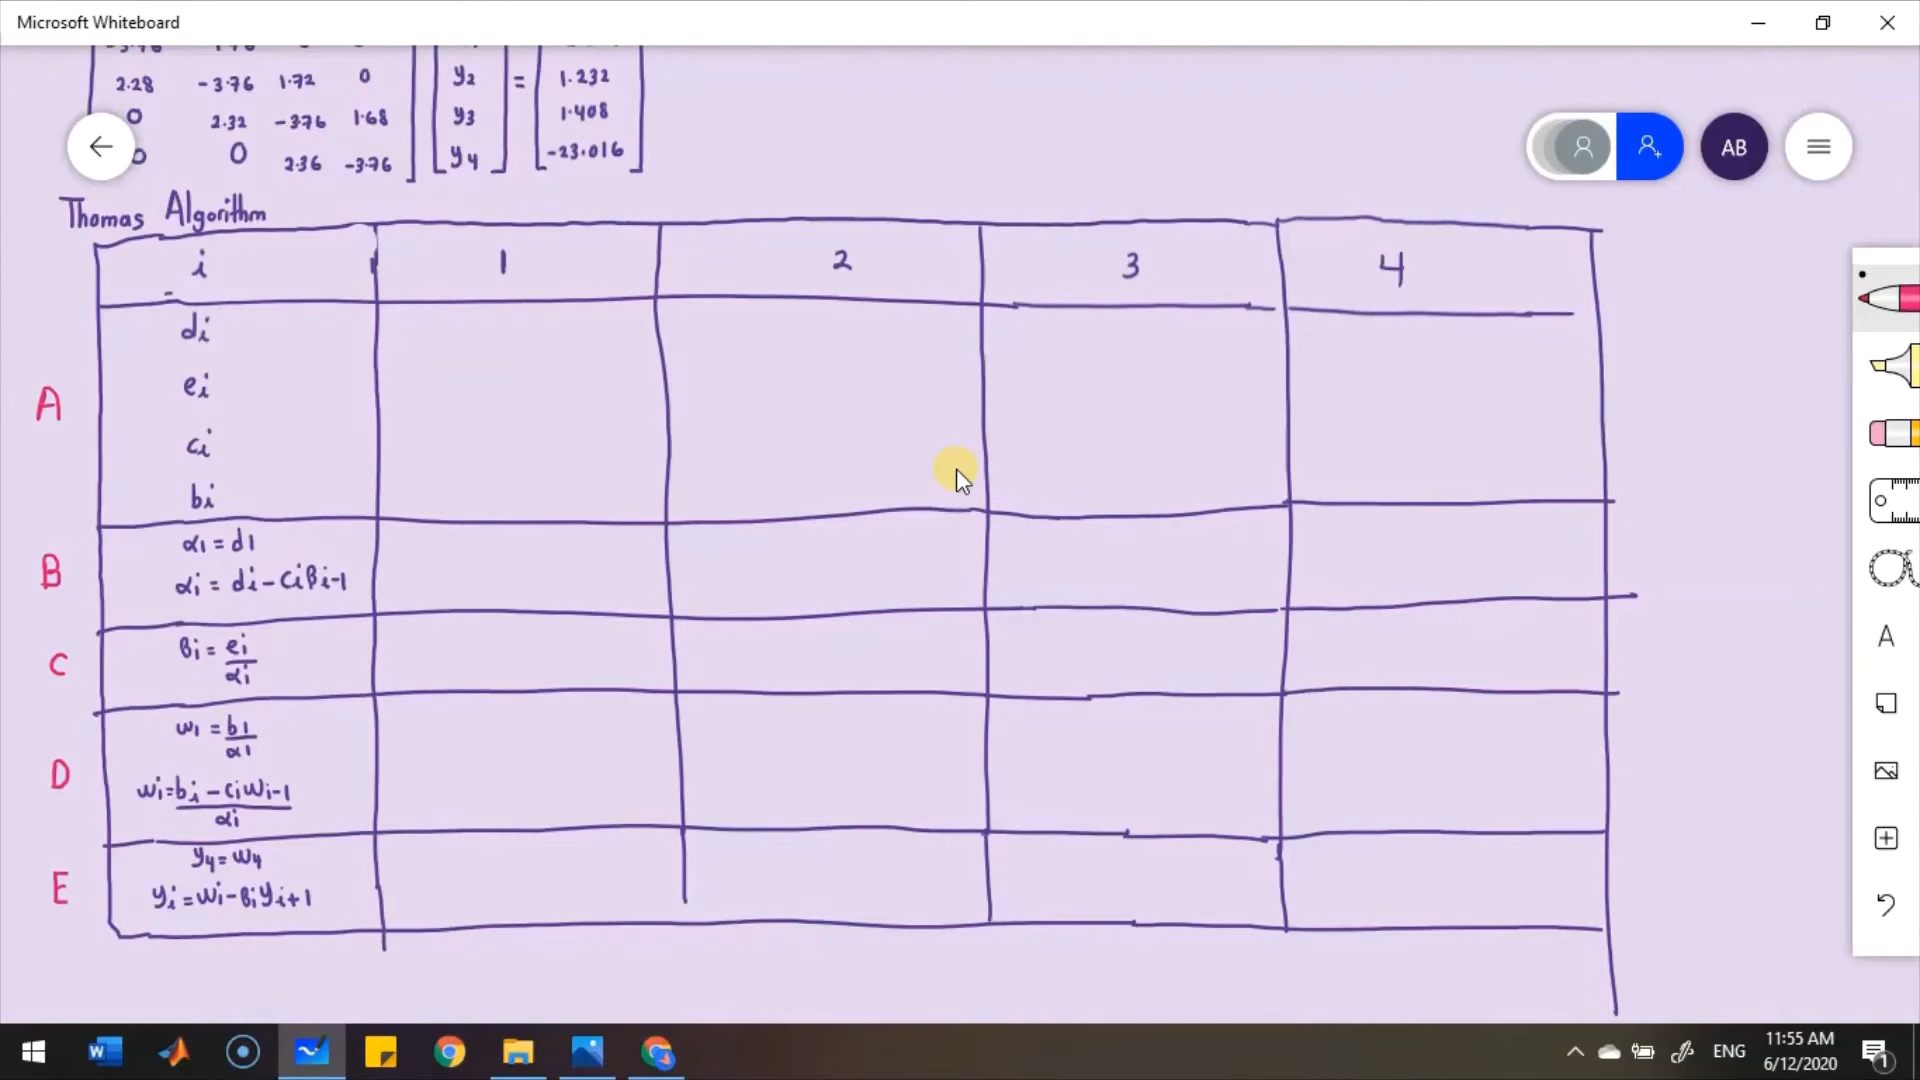 Microsoft Whiteboard
2.28 -3.76 1.72 0 y2 = 1.232
0 2.32 -376 1.68 y3 1.408
0 0 2.36 -3.76 y4 -23.016
AB
Thomas Algorithm
i 1 2 3 4
di
ei
A
ci
bi
α1 = d1
B
αi = di - ciβi-1
C
βi = ei
αi
w1 = b1
α1
D
wi = bi - ciwi-1
αi
y4 = w4
E
yi = wi - βiyi+1
A
ENG
11:55 AM
6/12/2020
1